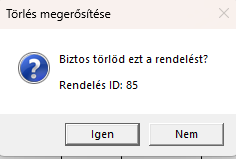 Törlés megerősítése
Biztos törlöd ezt a rendelést?
Rendelés ID: 85
Igen
Nem